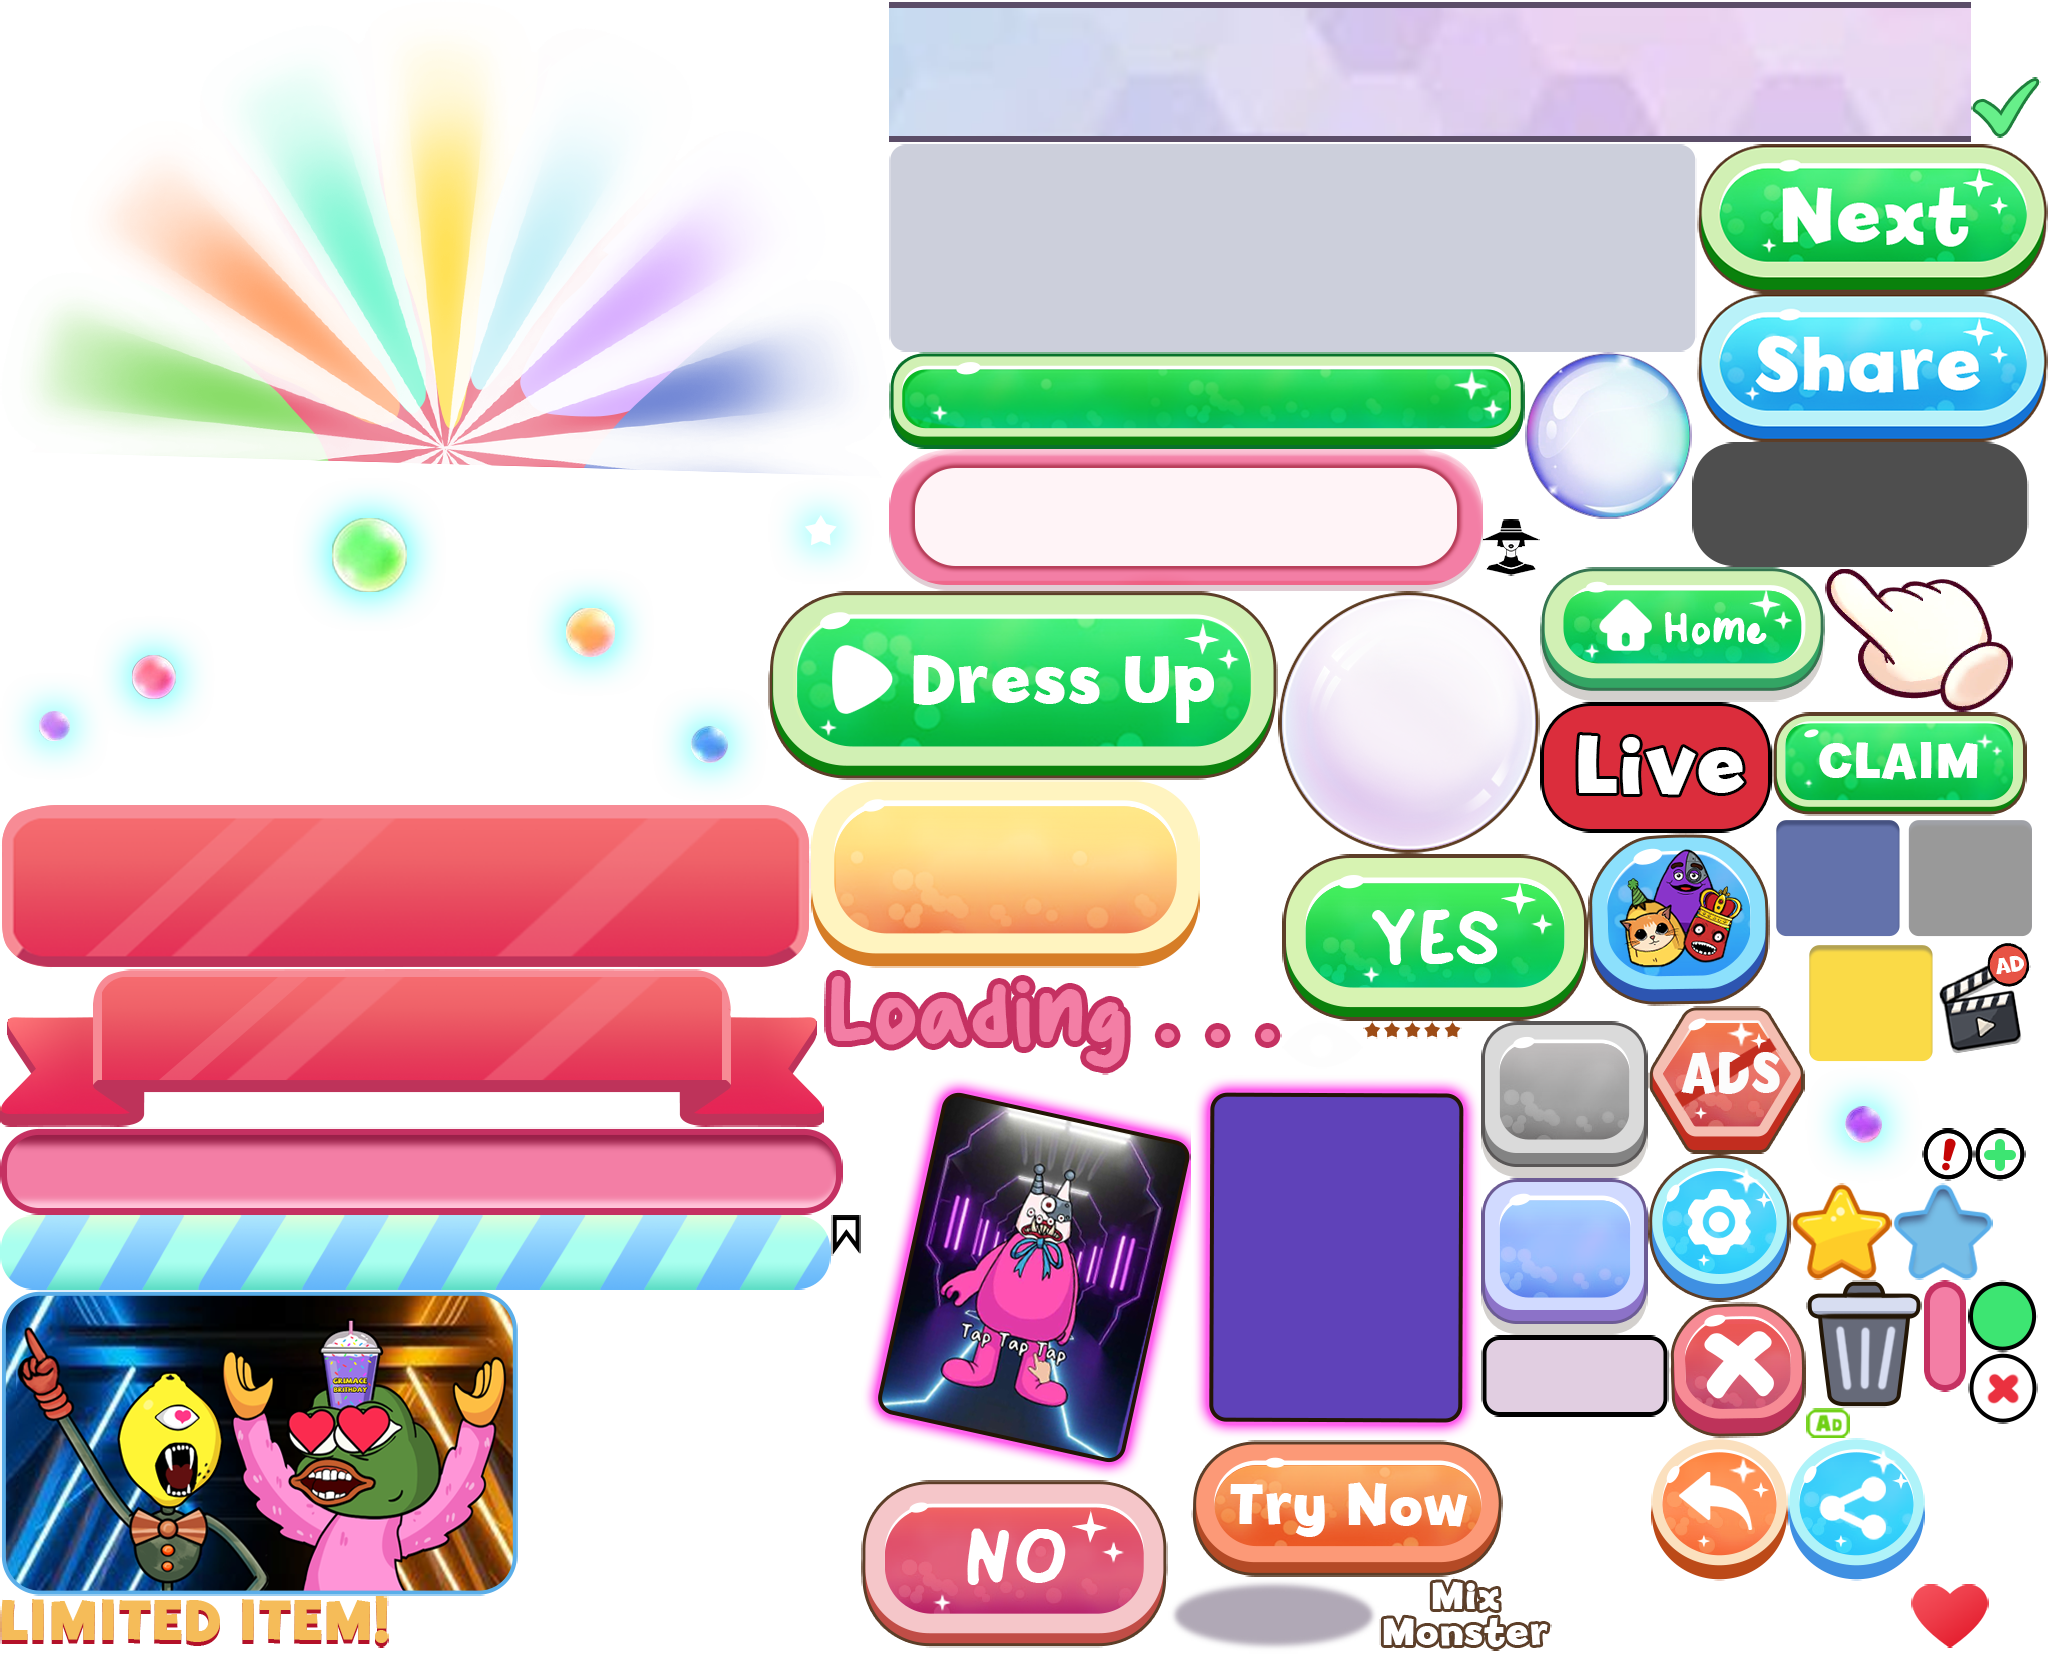 Next
Share
Dress Up
Home
Live
CLAIM
YES
Loading . . .
AD
ADS
Tap Tap Tap
GRIMACE
BRITHDAY
AD
Try Now
NO
LIMITED ITEM!
Mix
Monster